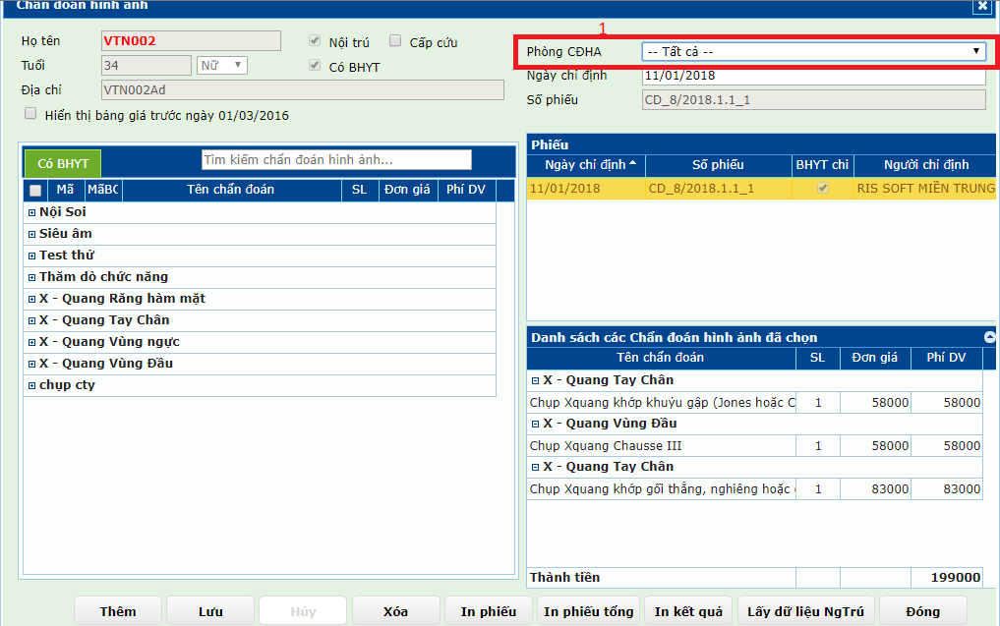 Chẩn đoán hình ảnh
1
Họ tên VTN002 Nội trú Cấp cứu
Phòng CĐHA -- Tất cả --
Tuổi 34 Nữ Có BHYT
Ngày chỉ định 11/01/2018
Địa chỉ VTN002Ad
Số phiếu CD_8/2018.1.1_1
Hiển thị bảng giá trước ngày 01/03/2016
Có BHYT Tìm kiếm chẩn đoán hình ảnh...
Mã MãBC Tên chẩn đoán SL Đơn giá Phí DV
Nội Soi
Siêu âm
Test thử
Thăm dò chức năng
X - Quang Răng hàm mặt
X - Quang Tay Chân
X - Quang Vùng ngực
X - Quang Vùng Đầu
chụp cty
Phiếu
Ngày chỉ định Số phiếu BHYT chi Người chỉ định
11/01/2018 CD_8/2018.1.1_1 RIS SOFT MIỀN TRUNG
Danh sách các Chẩn đoán hình ảnh đã chọn
Tên chẩn đoán SL Đơn giá Phí DV
X - Quang Tay Chân
Chụp Xquang khớp khuỷu gập (Jones hoặc C 1 58000 58000
X - Quang Vùng Đầu
Chụp Xquang Chausse III 1 58000 58000
X - Quang Tay Chân
Chụp Xquang khớp gối thẳng, nghiêng hoặc 1 83000 83000
Thành tiền 199000
Thêm Lưu Hủy Xóa In phiếu In phiếu tổng In kết quả Lấy dữ liệu NgTrú Đóng